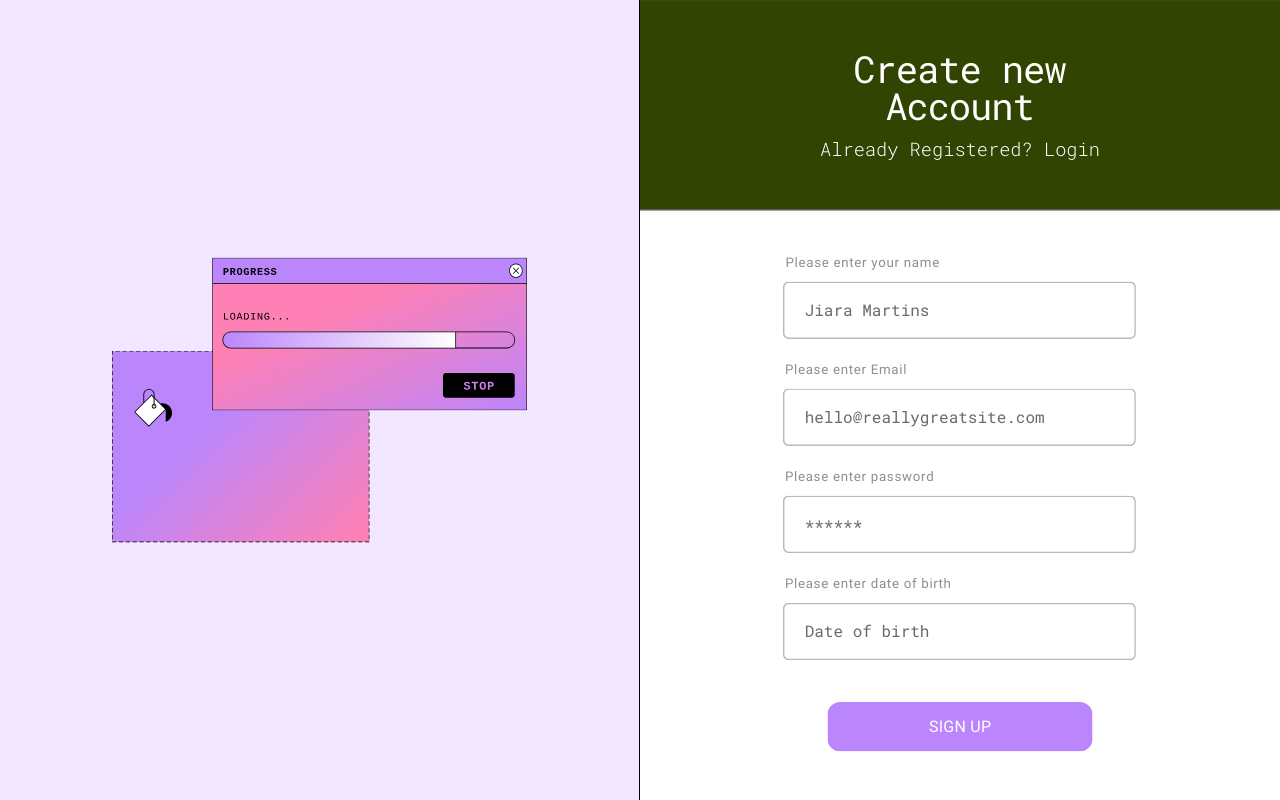 PROGRESS
LOADING...
STOP
Create new
Account
Already Registered? Login
Please enter your name
Jiara Martins
Please enter Email
hello@reallygreatsite.com
Please enter password
******
Please enter date of birth
Date of birth
SIGN UP